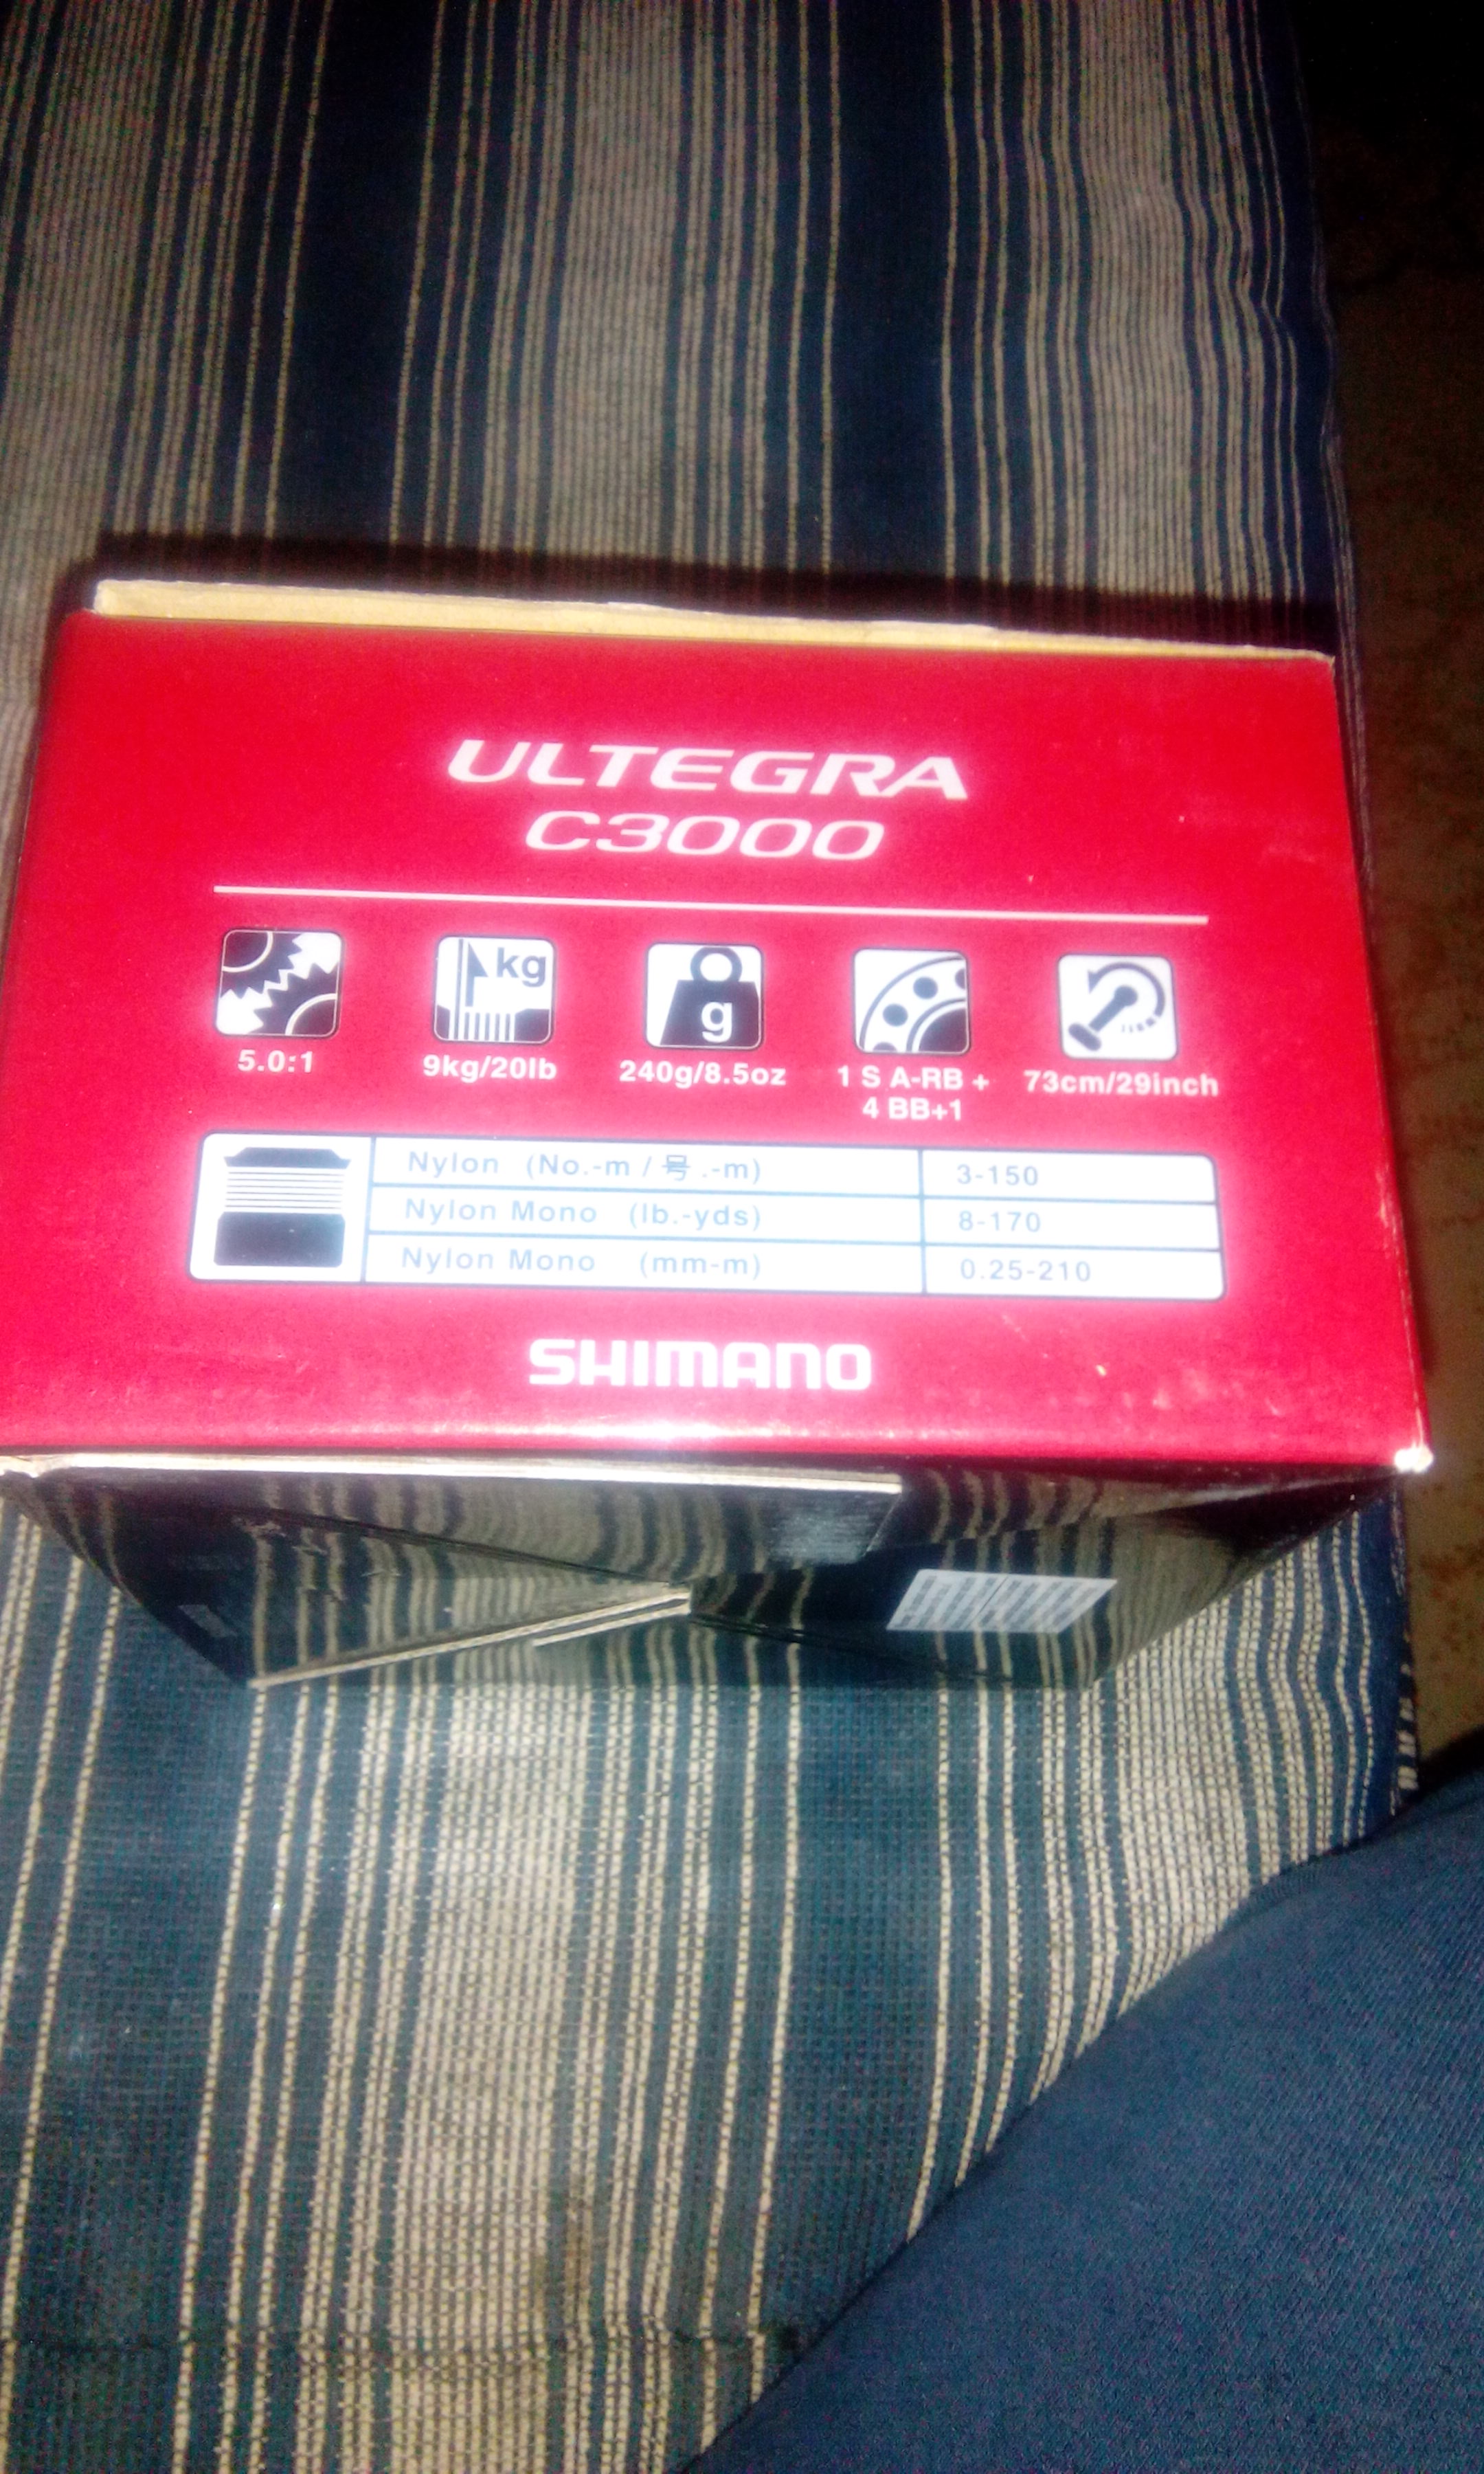 ULTEGRA
C3000
kg
g
5.0:1
9kg/20lb
240g/8.5oz
1 S A-RB +
4 BB+1
73cm/29inch
Nylon (No.-m / 号.-m) 3-150
Nylon Mono (lb.-yds) 8-170
Nylon Mono (mm-m) 0.25-210
SHIMANO